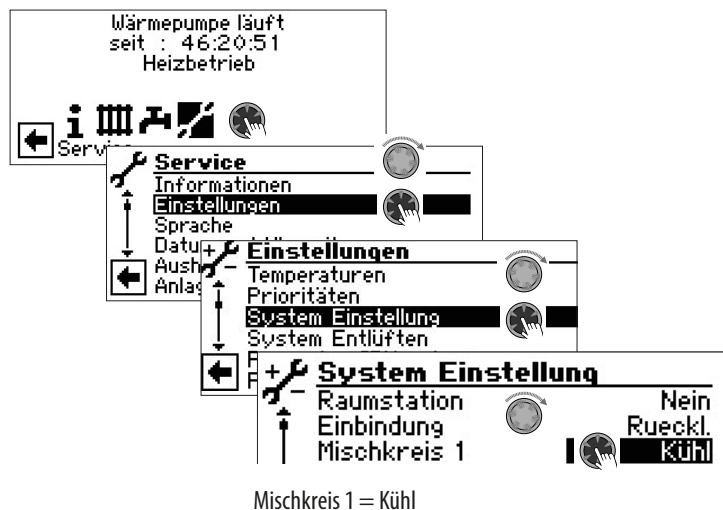 Wärmepumpe läuft
seit : 46:20:51
Heizbetrieb
Service
Informationen
Einstellungen
Sprache
Einstellungen
Temperaturen
Prioritäten
System Einstellung
System Entlüften
System Einstellung
Raumstation Nein
Einbindung Rueckl.
Mischkreis 1 Kühl
Mischkreis 1 = Kühl